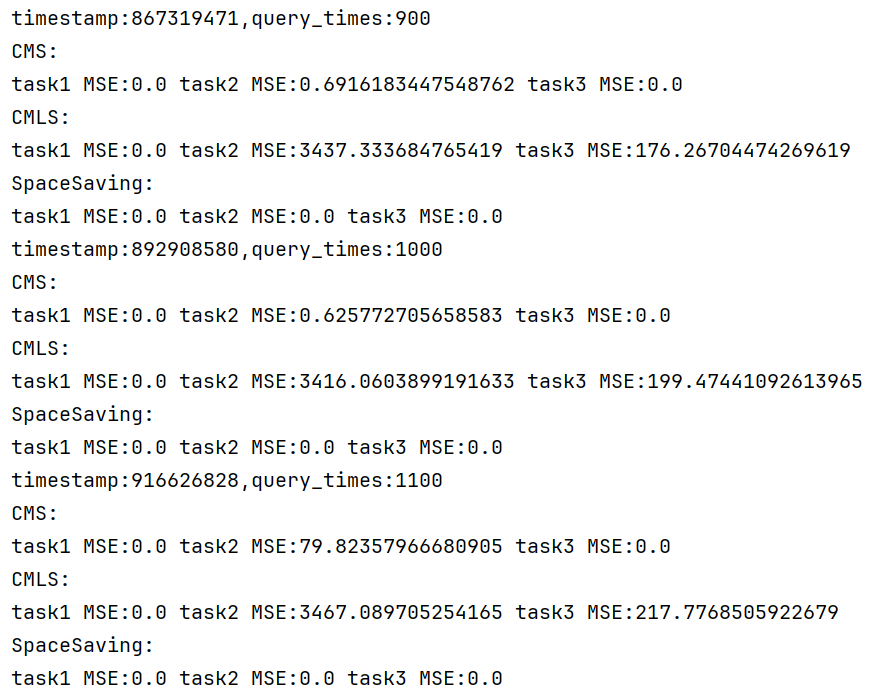 timestamp:867319471,query_times:900
CMS:
task1 MSE:0.0 task2 MSE:0.6916183447548762 task3 MSE:0.0
CMLS:
task1 MSE:0.0 task2 MSE:3437.333684765419 task3 MSE:176.26704474269619
SpaceSaving:
task1 MSE:0.0 task2 MSE:0.0 task3 MSE:0.0
timestamp:892908580,query_times:1000
CMS:
task1 MSE:0.0 task2 MSE:0.625772705658583 task3 MSE:0.0
CMLS:
task1 MSE:0.0 task2 MSE:3416.0603899191633 task3 MSE:199.47441092613965
SpaceSaving:
task1 MSE:0.0 task2 MSE:0.0 task3 MSE:0.0
timestamp:916626828,query_times:1100
CMS:
task1 MSE:0.0 task2 MSE:79.82357966680905 task3 MSE:0.0
CMLS:
task1 MSE:0.0 task2 MSE:3467.089705254165 task3 MSE:217.7768505922679
SpaceSaving:
task1 MSE:0.0 task2 MSE:0.0 task3 MSE:0.0